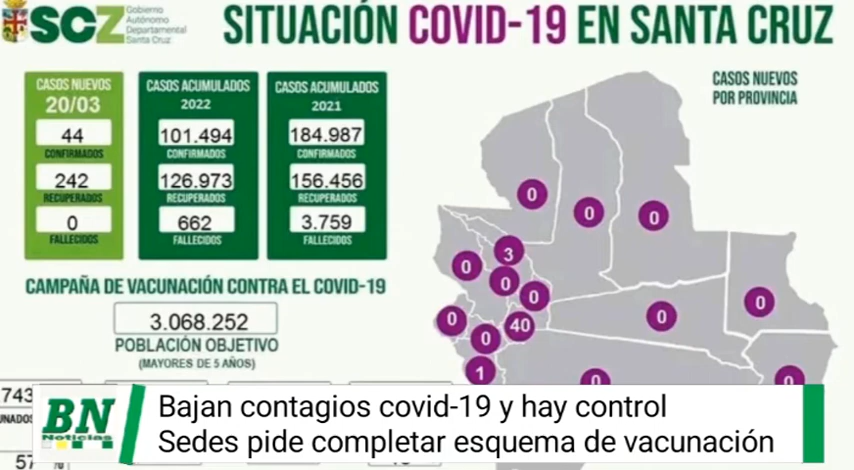 SCZ
Gobierno
Autónomo
Departamental
Santa Cruz
SITUACIÓN COVID-19 EN SANTA CRUZ
CASOS NUEVOS
20/03
44
CONFIRMADOS
242
RECUPERADOS
0
FALLECIDOS
CASOS ACUMULADOS
2022
101.494
CONFIRMADOS
126.973
RECUPERADOS
662
FALLECIDOS
CASOS ACUMULADOS
2021
184.987
CONFIRMADOS
156.456
RECUPERADOS
3.759
FALLECIDOS
CASOS NUEVOS
POR PROVINCIA
0
0
0
3
0
0
0
0
0
0
40
0
1
0
0
CAMPAÑA DE VACUNACIÓN CONTRA EL COVID-19
3.068.252
POBLACIÓN OBJETIVO
(MAYORES DE 5 AÑOS)
743
BN
Noticias
Bajan contagios covid-19 y hay control
Sedes pide completar esquema de vacunación